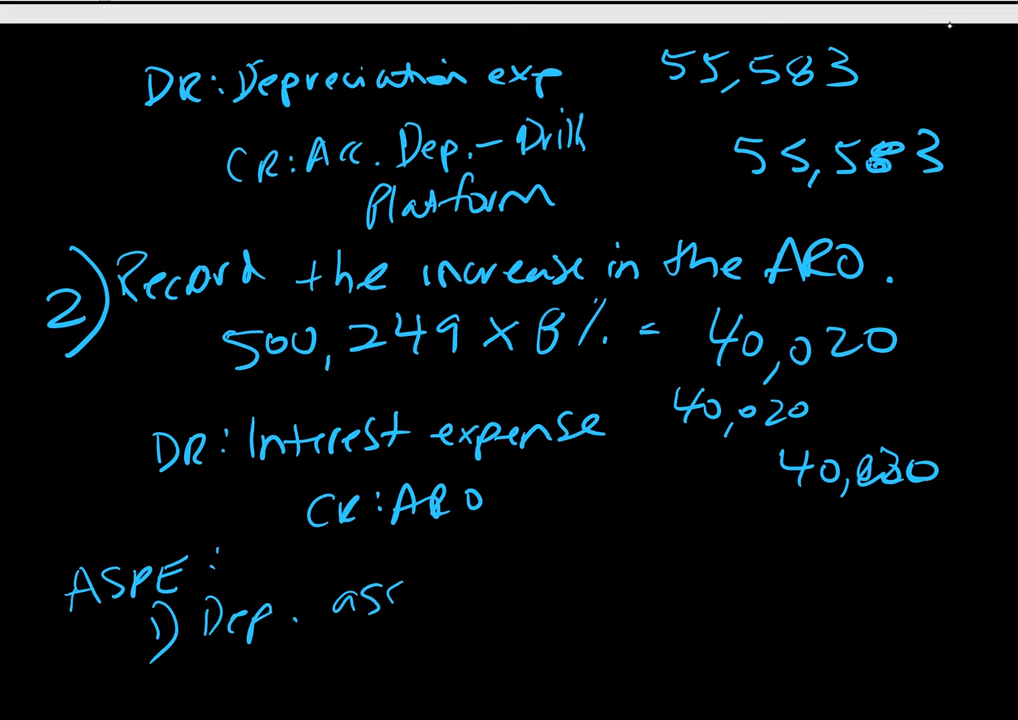 DR: Depreciation exp 55,583
CR: Acc. Dep. - Drill 55,583
Platform
2) Record the increase in the ARO.
500,249 x 8% = 40,020
40,020
DR: Interest expense
40,020
CR: ARO
ASPE:
1) Dep. ass